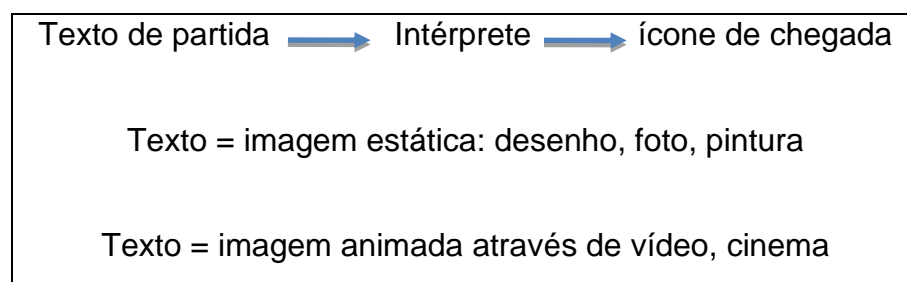 Texto de partida Intérprete ícone de chegada
Texto = imagem estática: desenho, foto, pintura
Texto = imagem animada através de vídeo, cinema